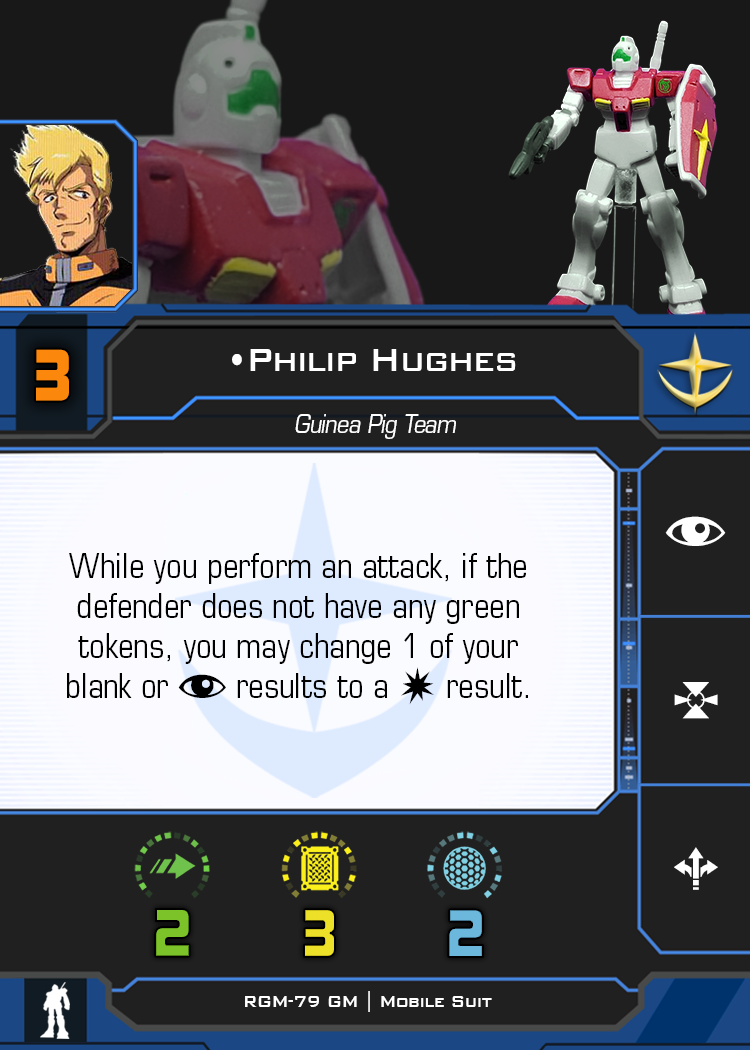 3
•Philip Hughes
Guinea Pig Team
While you perform an attack, if the
defender does not have any green
tokens, you may change 1 of your
blank or results to a result.
2 3 2
RGM-79 GM | Mobile Suit